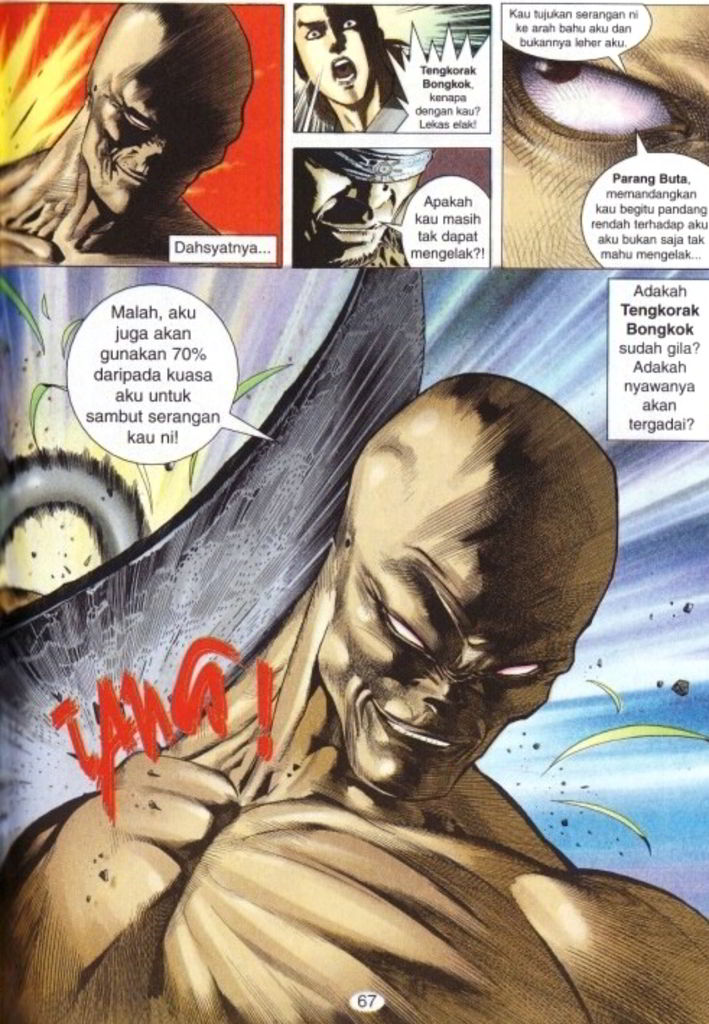 Dahsyatnya...
Tengkorak
Bongkok,
kenapa
dengan kau?
Lekas elak!
Apakah
kau masih
tak dapat
mengelak?!
Kau tujukan serangan ni
ke arah bahu aku dan
bukannya leher aku.
Parang Buta,
memandangkan
kau begitu pandang
rendah terhadap aku
aku bukan saja tak
mahu mengelak...
Malah, aku
juga akan
gunakan 70%
daripada kuasa
aku untuk
sambut serangan
kau ni!
Adakah
Tengkorak
Bongkok
sudah gila?
Adakah
nyawanya
akan
tergadai?
TANG!
67